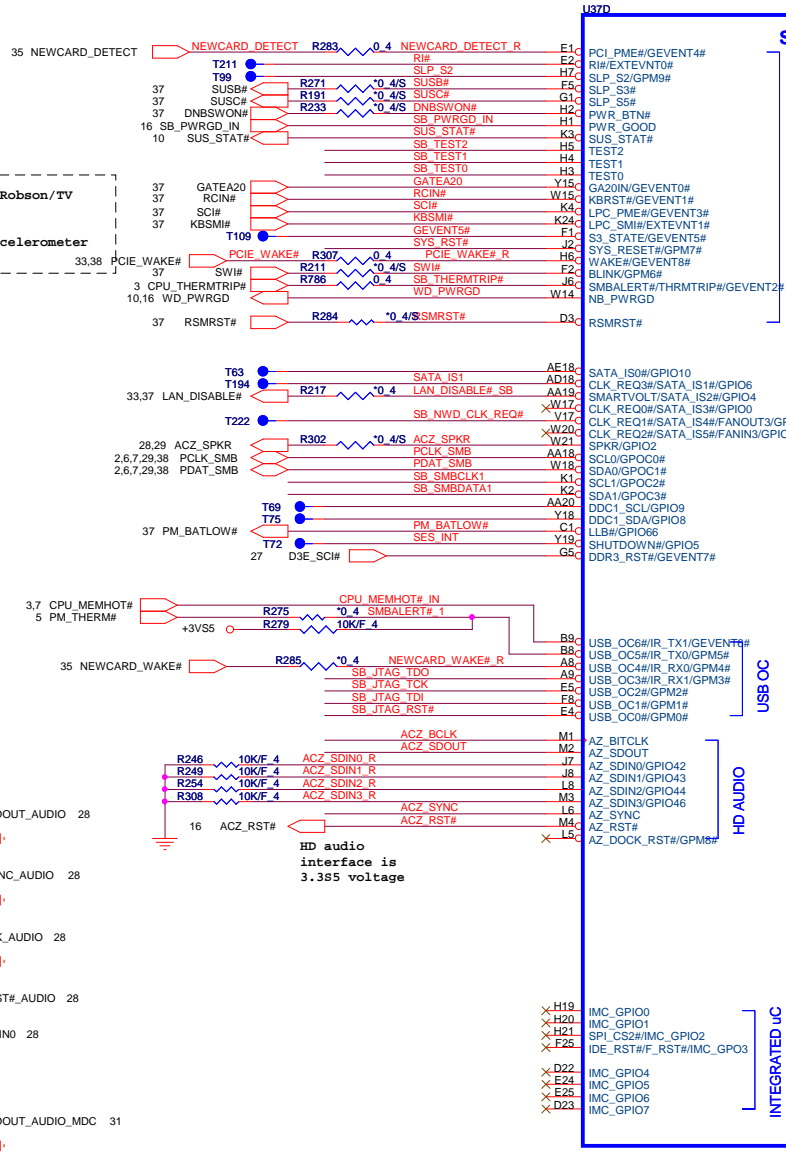 U37D
S
35 NEWCARD_DETECT NEWCARD_DETECT R283 0_4 NEWCARD_DETECT_R E1 PCI_PME#/GEVENT4#
T211 RI# E2 RI#/EXTEVNT0#
T99 SLP_S2 H7 SLP_S2/GPM9#
37 SUSB# R271 *0_4/S SUSB# F5 SLP_S3#
37 SUSC# R191 *0_4/S SUSC# G1 SLP_S5#
37 DNBSWON# R233 *0_4/S DNBSWON# H2 PWR_BTN#
16 SB_PWRGD_IN SB_PWRGD_IN H1 PWR_GOOD
10 SUS_STAT# SUS_STAT# K3 SUS_STAT#
SB_TEST2 H5 TEST2
SB_TEST1 H4 TEST1
SB_TEST0 H3 TEST0
37 GATEA20 GATEA20 Y15 GA20IN/GEVENT0#
Robson/TV
37 RCIN# RCIN# W15 KBRST#/GEVENT1#
37 SCI# SCI# K4 LPC_PME#/GEVENT3#
37 KBSMI# KBSMI# K24 LPC_SMI#/EXTEVNT1#
T109 GEVENT5# F1 S3_STATE/GEVENT5#
celerometer
SYS_RST# J2 SYS_RESET#/GPM7#
33,38 PCIE_WAKE# PCIE_WAKE# R307 0_4 PCIE_WAKE#_R H6 WAKE#/GEVENT8#
37 SWI# R211 *0_4/S SWI# F2 BLINK/GPM6#
3 CPU_THERMTRIP# R786 0_4 SB_THERMTRIP# J6 SMBALERT#/THRMTRIP#/GEVENT2#
10,16 WD_PWRGD WD_PWRGD W14 NB_PWRGD
37 RSMRST# R284 *0_4/S RSMRST# D3 RSMRST#
T63 AE18 SATA_IS0#/GPIO10
T194 SATA_IS1 AD18 CLK_REQ3#/SATA_IS1#/GPIO6
33,37 LAN_DISABLE# R217 *0_4 LAN_DISABLE#_SB AA19 SMARTVOLT/SATA_IS2#/GPIO4
W17 CLK_REQ0#/SATA_IS3#/GPIO0
T222 SB_NWD_CLK_REQ# V17 CLK_REQ1#/SATA_IS4#/FANOUT3/GP
W20 CLK_REQ2#/SATA_IS5#/FANIN3/GPIO
28,29 ACZ_SPKR R302 *0_4/S ACZ_SPKR W21 SPKR/GPIO2
2,6,7,29,38 PCLK_SMB PCLK_SMB AA18 SCL0/GPOC0#
2,6,7,29,38 PDAT_SMB PDAT_SMB W18 SDA0/GPOC1#
SB_SMBCLK1 K1 SCL1/GPOC2#
SB_SMBDATA1 K2 SDA1/GPOC3#
T69 AA20 DDC1_SCL/GPIO9
T75 Y18 DDC1_SDA/GPIO8
37 PM_BATLOW# PM_BATLOW# C1 LLB#/GPIO66
T72 SES_INT Y19 SHUTDOWN#/GPIO5
27 D3E_SCI# G5 DDR3_RST#/GEVENT7#
3,7 CPU_MEMHOT# CPU_MEMHOT#_IN
5 PM_THERM# R275 *0_4 SMBALERT#_1
+3VS5 R279 10K/F_4
B9 USB_OC6#/IR_TX1/GEVENT6#
B8 USB_OC5#/IR_TX0/GPM5#
35 NEWCARD_WAKE# R285 *0_4 NEWCARD_WAKE#_R A8 USB_OC4#/IR_RX0/GPM4#
SB_JTAG_TDO A9 USB_OC3#/IR_RX1/GPM3#
SB_JTAG_TCK E5 USB_OC2#/GPM2#
SB_JTAG_TDI F8 USB_OC1#/GPM1#
SB_JTAG_RST# E4 USB_OC0#/GPM0#
USB OC
ACZ_BCLK M1 AZ_BITCLK
ACZ_SDOUT M2 AZ_SDOUT
R246 10K/F_4 ACZ_SDIN0_R J7 AZ_SDIN0/GPIO42
R249 10K/F_4 ACZ_SDIN1_R J8 AZ_SDIN1/GPIO43
R254 10K/F_4 ACZ_SDIN2_R L8 AZ_SDIN2/GPIO44
R308 10K/F_4 ACZ_SDIN3_R M3 AZ_SDIN3/GPIO46
ACZ_SYNC L6 AZ_SYNC
16 ACZ_RST# ACZ_RST# M4 AZ_RST#
L5 AZ_DOCK_RST#/GPM8#
HD AUDIO
HD audio
interface is
3.3S5 voltage
OUT_AUDIO 28
NC_AUDIO 28
K_AUDIO 28
ST#_AUDIO 28
IN0 28
OUT_AUDIO_MDC 31
H19 IMC_GPIO0
H20 IMC_GPIO1
H21 SPI_CS2#/IMC_GPIO2
F25 IDE_RST#/F_RST#/IMC_GPO3
D22 IMC_GPIO4
E24 IMC_GPIO5
E25 IMC_GPIO6
D23 IMC_GPIO7
INTEGRATED uC